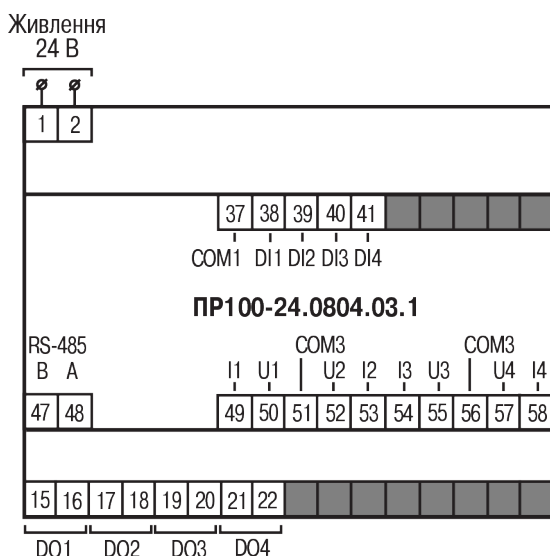 Живлення
24 В
1 2
37 38 39 40 41
COM1 DI1 DI2 DI3 DI4
ПР100-24.0804.03.1
RS-485 COM3 COM3
B A I1 U1 U2 I2 I3 U3 U4 I4
47 48 49 50 51 52 53 54 55 56 57 58
15 16 17 18 19 20 21 22
DO1 DO2 DO3 DO4